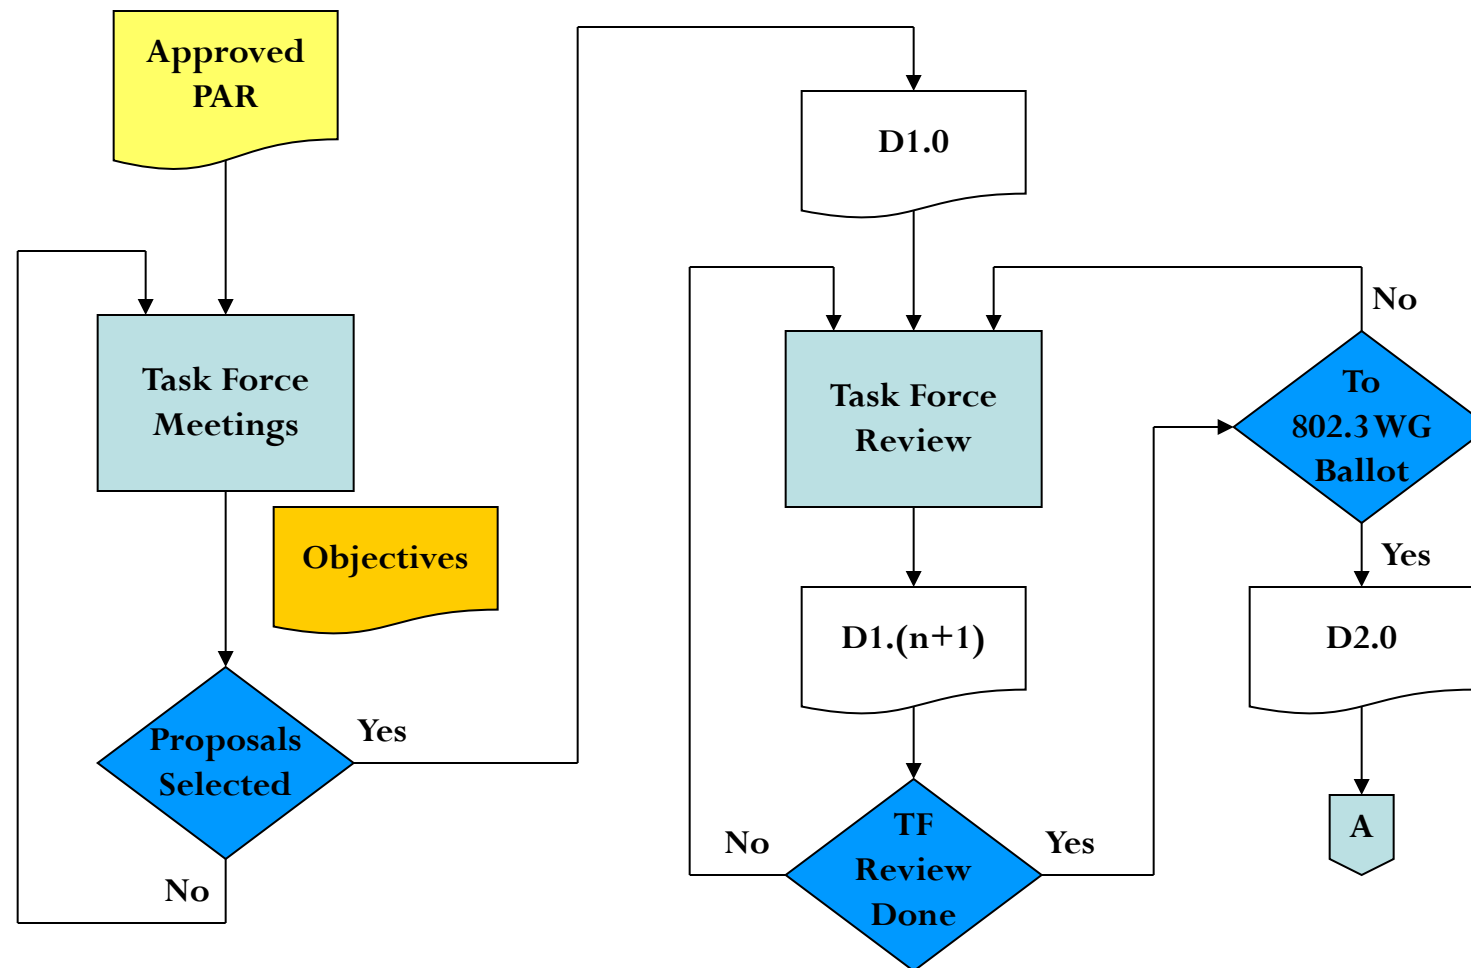 Approved
PAR
Task Force
Meetings
Objectives
Proposals
Selected
Yes
No
D1.0
Task Force
Review
D1.(n+1)
TF
Review
Done
No
Yes
To
802.3 WG
Ballot
No
Yes
D2.0
A